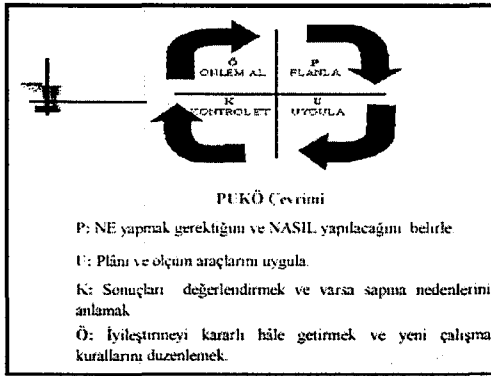 Ö P
ÖNLEM AL PLANLA
K U
KONTROL ET UYGULA
PUKÖ Çevrimi
P: NE yapmak gerektiğini ve NASIL yapılacağını belirle
U: Plânı ve ölçüm araçlarını uygula.
K: Sonuçları değerlendirmek ve varsa sapma nedenlerini
anlamak
Ö: İyileştirmeyi kararlı hâle getirmek ve yeni çalışma
kurallarını düzenlemek.